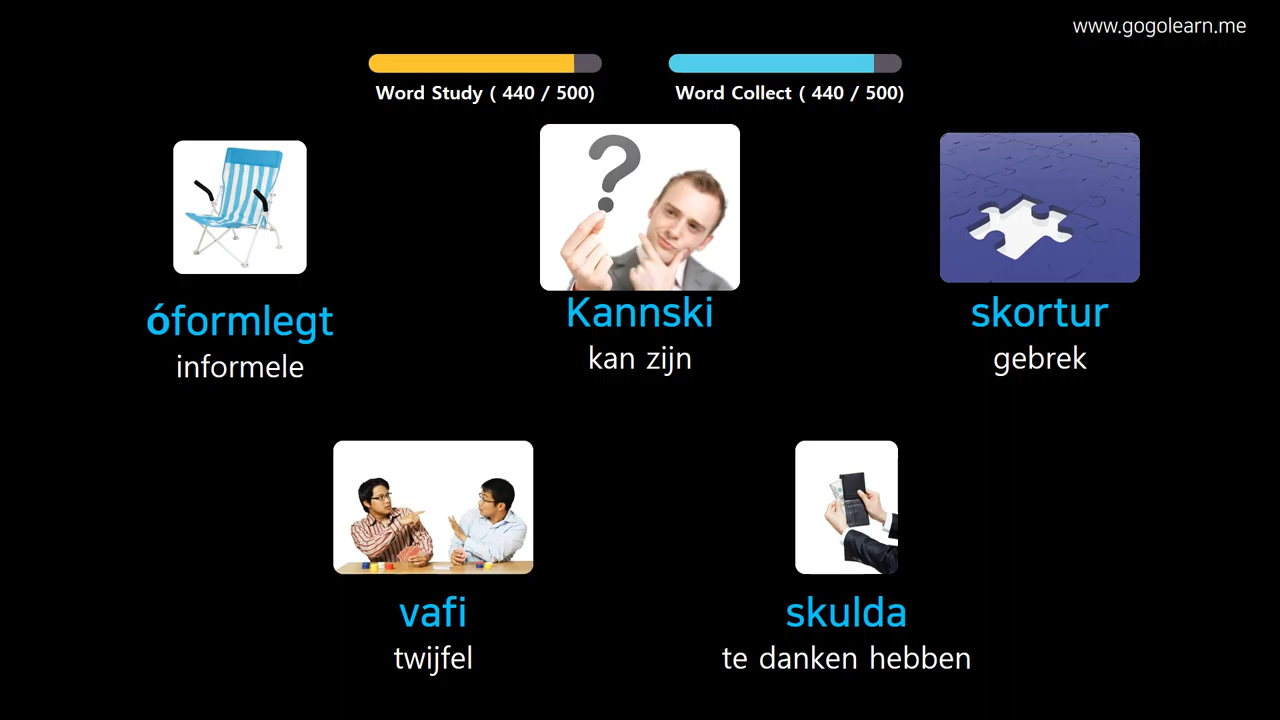 www.gogolearn.me
Word Study ( 440 / 500)
Word Collect ( 440 / 500)
óformlegt
informele
Kannski
kan zijn
skortur
gebrek
vafi
twijfel
skulda
te danken hebben